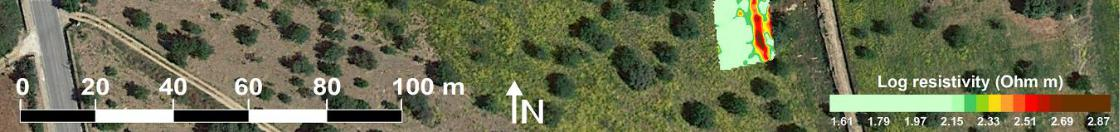 0 20 40 60 80 100 m
N
Log resistivity (Ohm m)
1.61 1.79 1.97 2.15 2.33 2.51 2.69 2.87